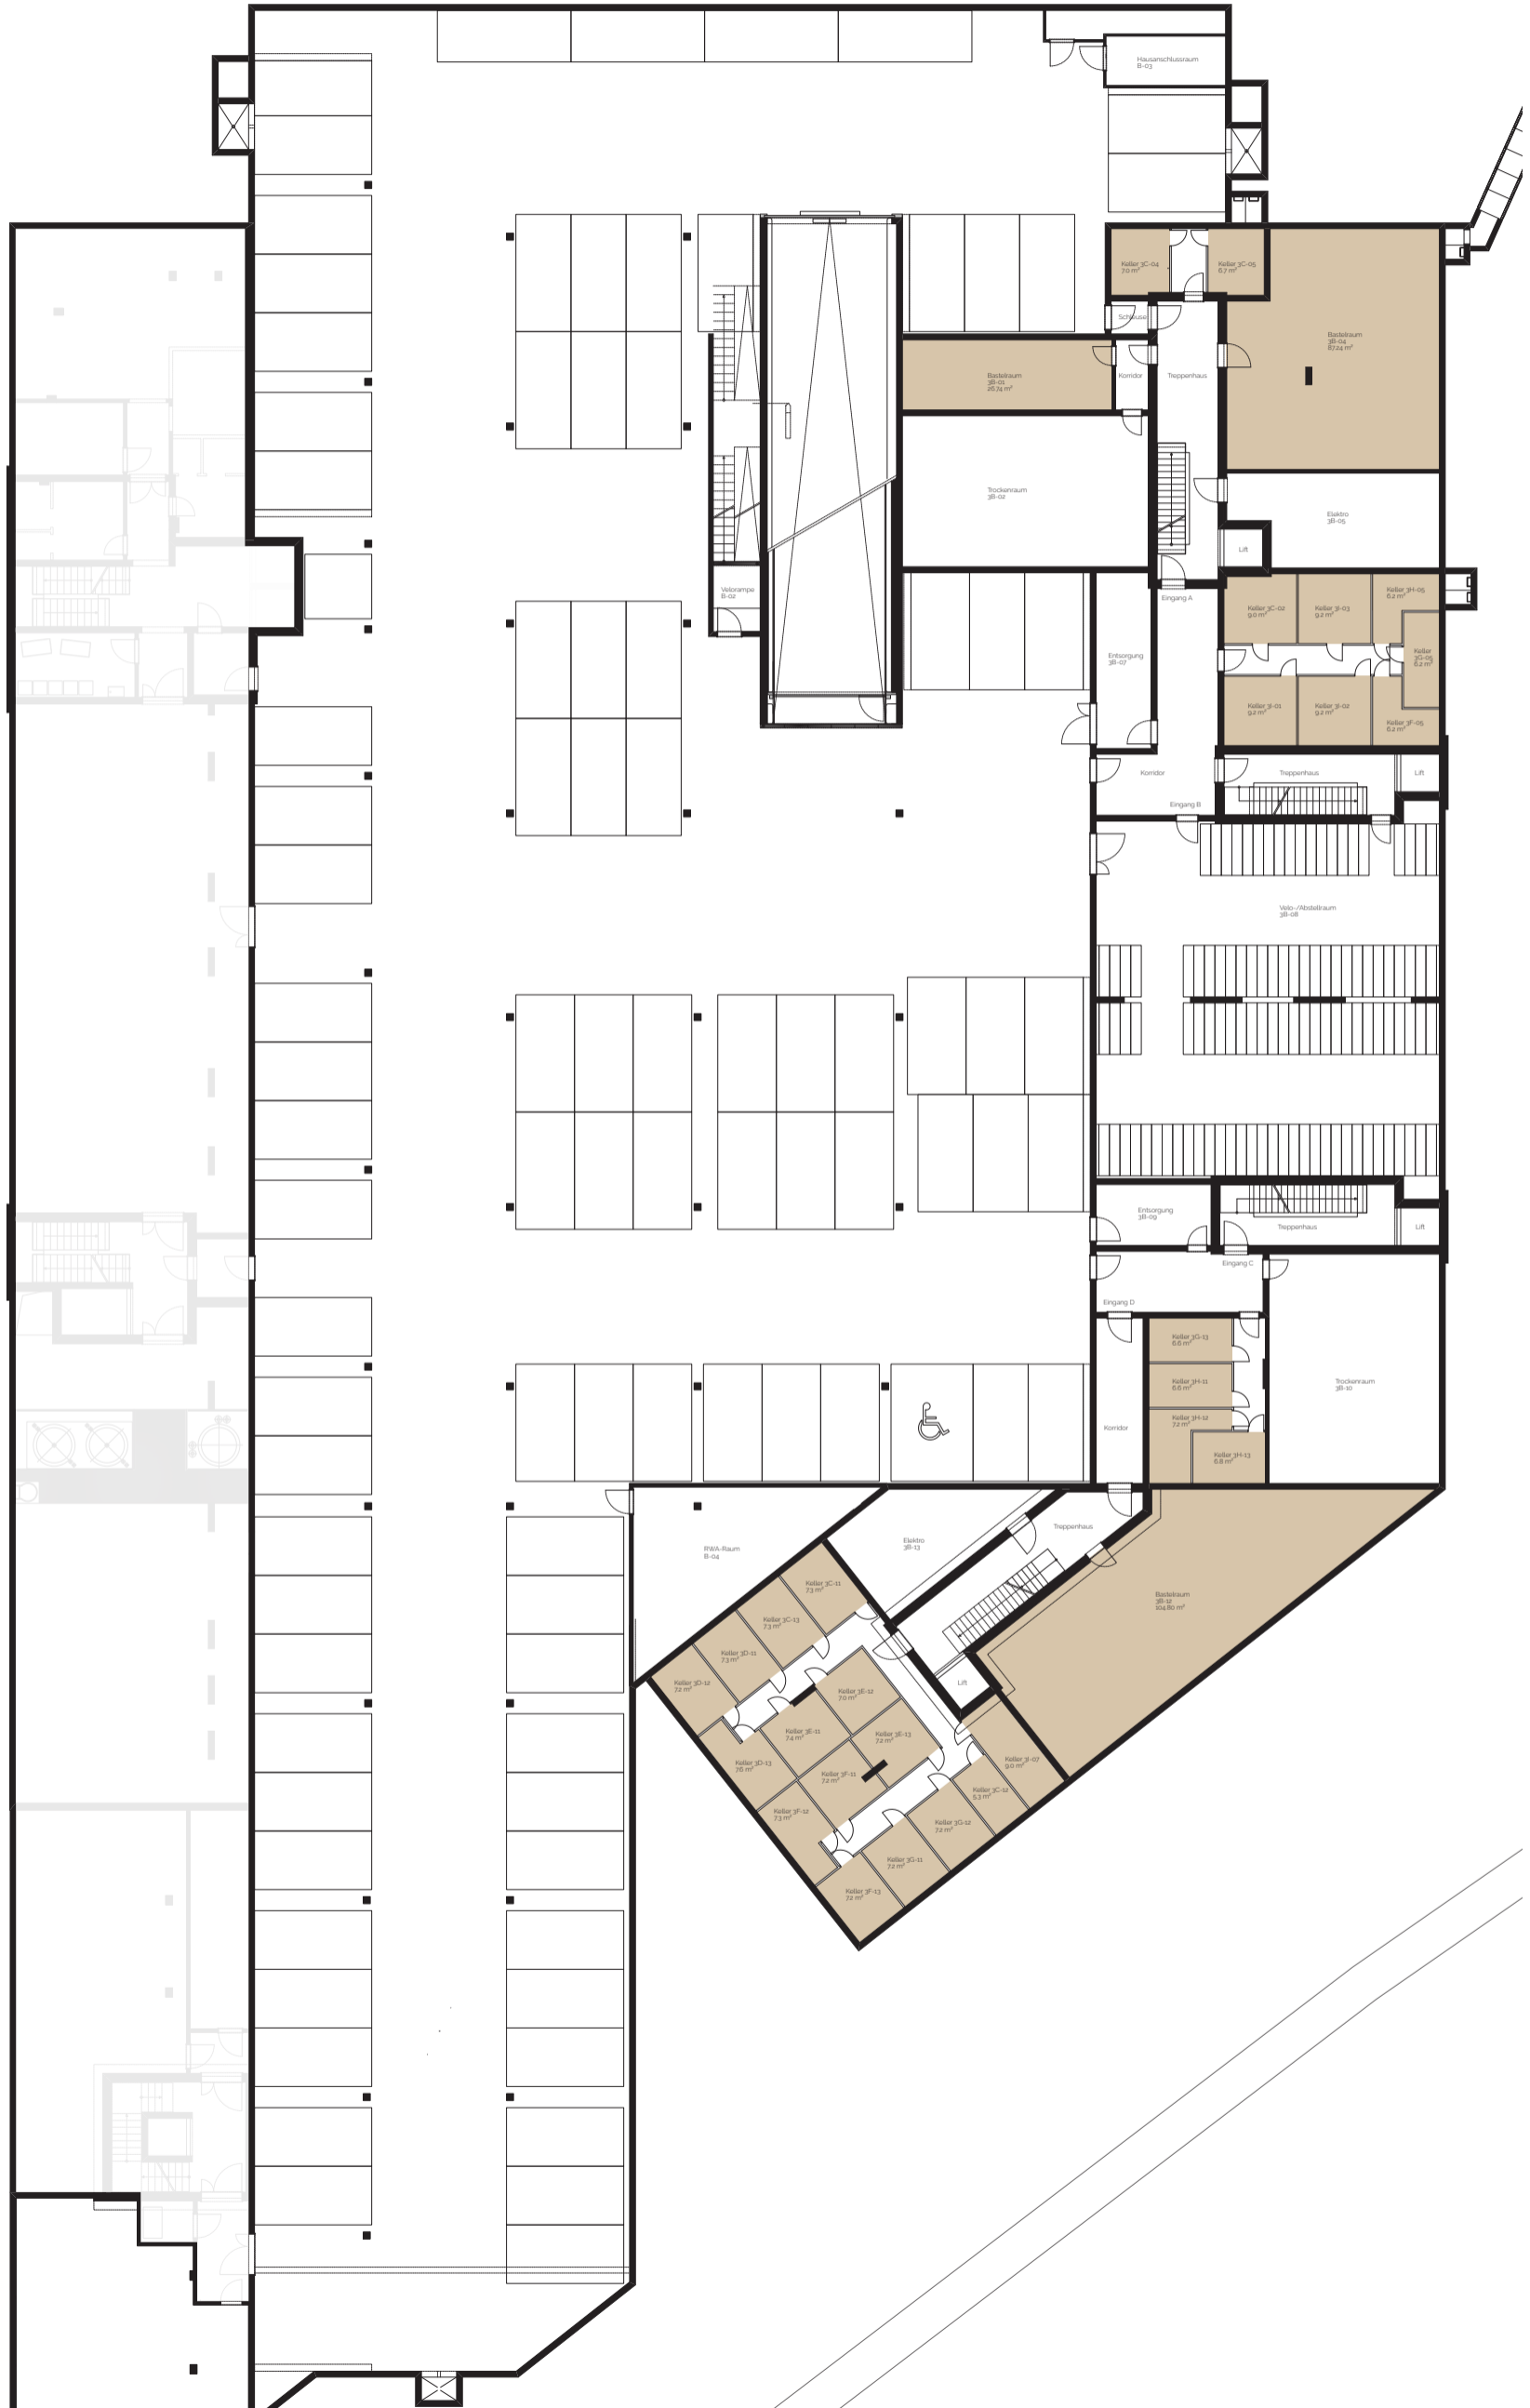 Hausanschlussraum
B-03
Keller 3C-04
7.0 m²
Keller 3C-05
6.7 m²
Schleuse
Bastelraum
3B-04
87.24 m²
Bastelraum
3B-01
26.74 m²
Korridor
Treppenhaus
Trockenraum
3B-02
Elektro
3B-05
Lift
Velorampe
B-02
Eingang A
Keller 3C-02
9.0 m²
Keller 3I-03
9.2 m²
Keller 3H-05
6.2 m²
Entsorgung
3B-07
Keller
3G-05
6.2 m²
Keller 3I-01
9.2 m²
Keller 3I-02
9.2 m²
Keller 3F-05
6.2 m²
Korridor
Treppenhaus
Lift
Eingang B
Velo-/Abstellraum
3B-08
Entsorgung
3B-09
Treppenhaus
Lift
Eingang C
Eingang D
Keller 3G-13
6.6 m²
Keller 3H-11
6.6 m²
Trockenraum
3B-10
Keller 3H-12
7.2 m²
Korridor
Keller 3H-13
6.8 m²
Treppenhaus
Elektro
3B-13
RWA-Raum
B-04
Keller 3C-11
7.3 m²
Bastelraum
3B-12
104.80 m²
Keller 3C-13
7.3 m²
Keller 3D-11
7.3 m²
Keller 3D-12
7.2 m²
Lift
Keller 3E-12
7.0 m²
Keller 3E-11
7.4 m²
Keller 3E-13
7.2 m²
Keller 3I-07
9.0 m²
Keller 3D-13
7.6 m²
Keller 3F-11
7.2 m²
Keller 3C-12
5.3 m²
Keller 3F-12
7.3 m²
Keller 3G-12
7.2 m²
Keller 3G-11
7.2 m²
Keller 3F-13
7.2 m²